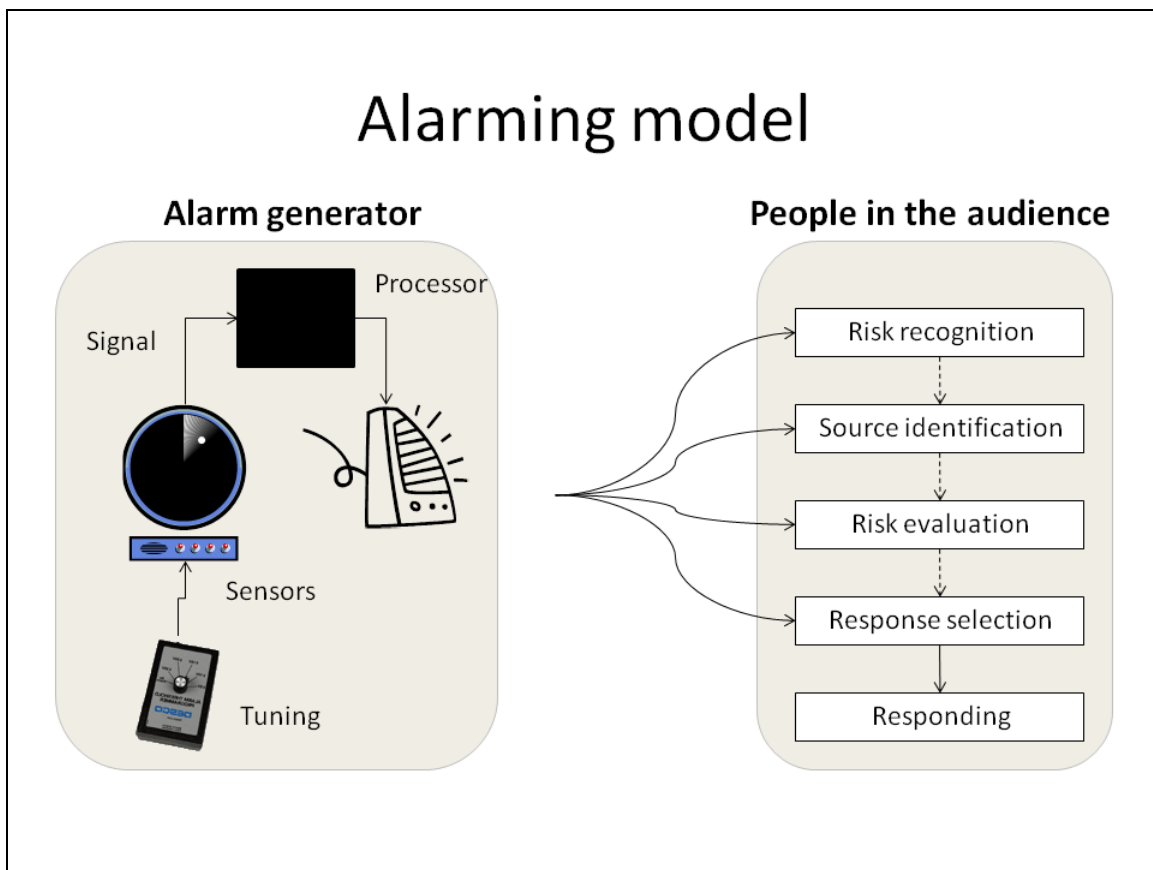 Alarming model
Alarm generator
People in the audience
Processor
Signal
Sensors
Tuning
Risk recognition
Source identification
Risk evaluation
Response selection
Responding